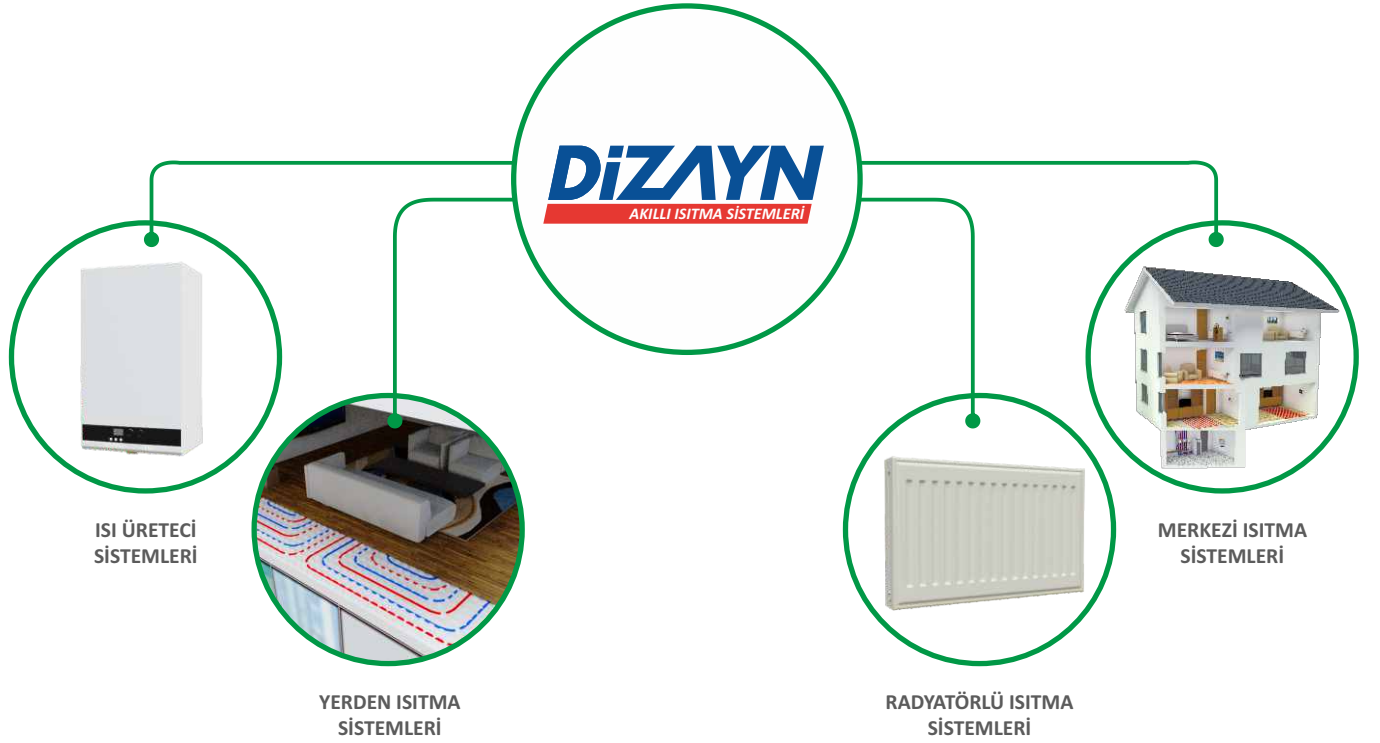 DiZAYN
AKILLI ISITMA SİSTEMLERİ
ISI ÜRETECİ
SİSTEMLERİ
YERDEN ISITMA
SİSTEMLERİ
RADYATÖRLÜ ISITMA
SİSTEMLERİ
MERKEZİ ISITMA
SİSTEMLERİ